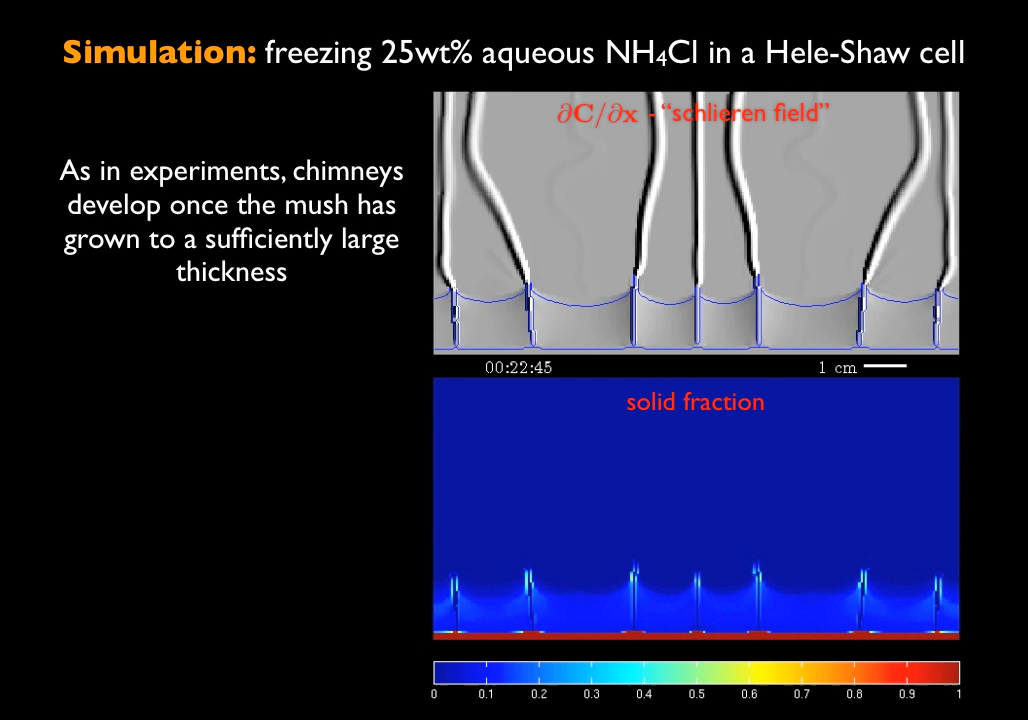 Simulation: freezing 25wt% aqueous NH₄Cl in a Hele-Shaw cell
∂C/∂x - “schlieren field”
As in experiments, chimneys
develop once the mush has
grown to a sufficiently large
thickness
00:22:45 1 cm
solid fraction
0 0.1 0.2 0.3 0.4 0.5 0.6 0.7 0.8 0.9 1